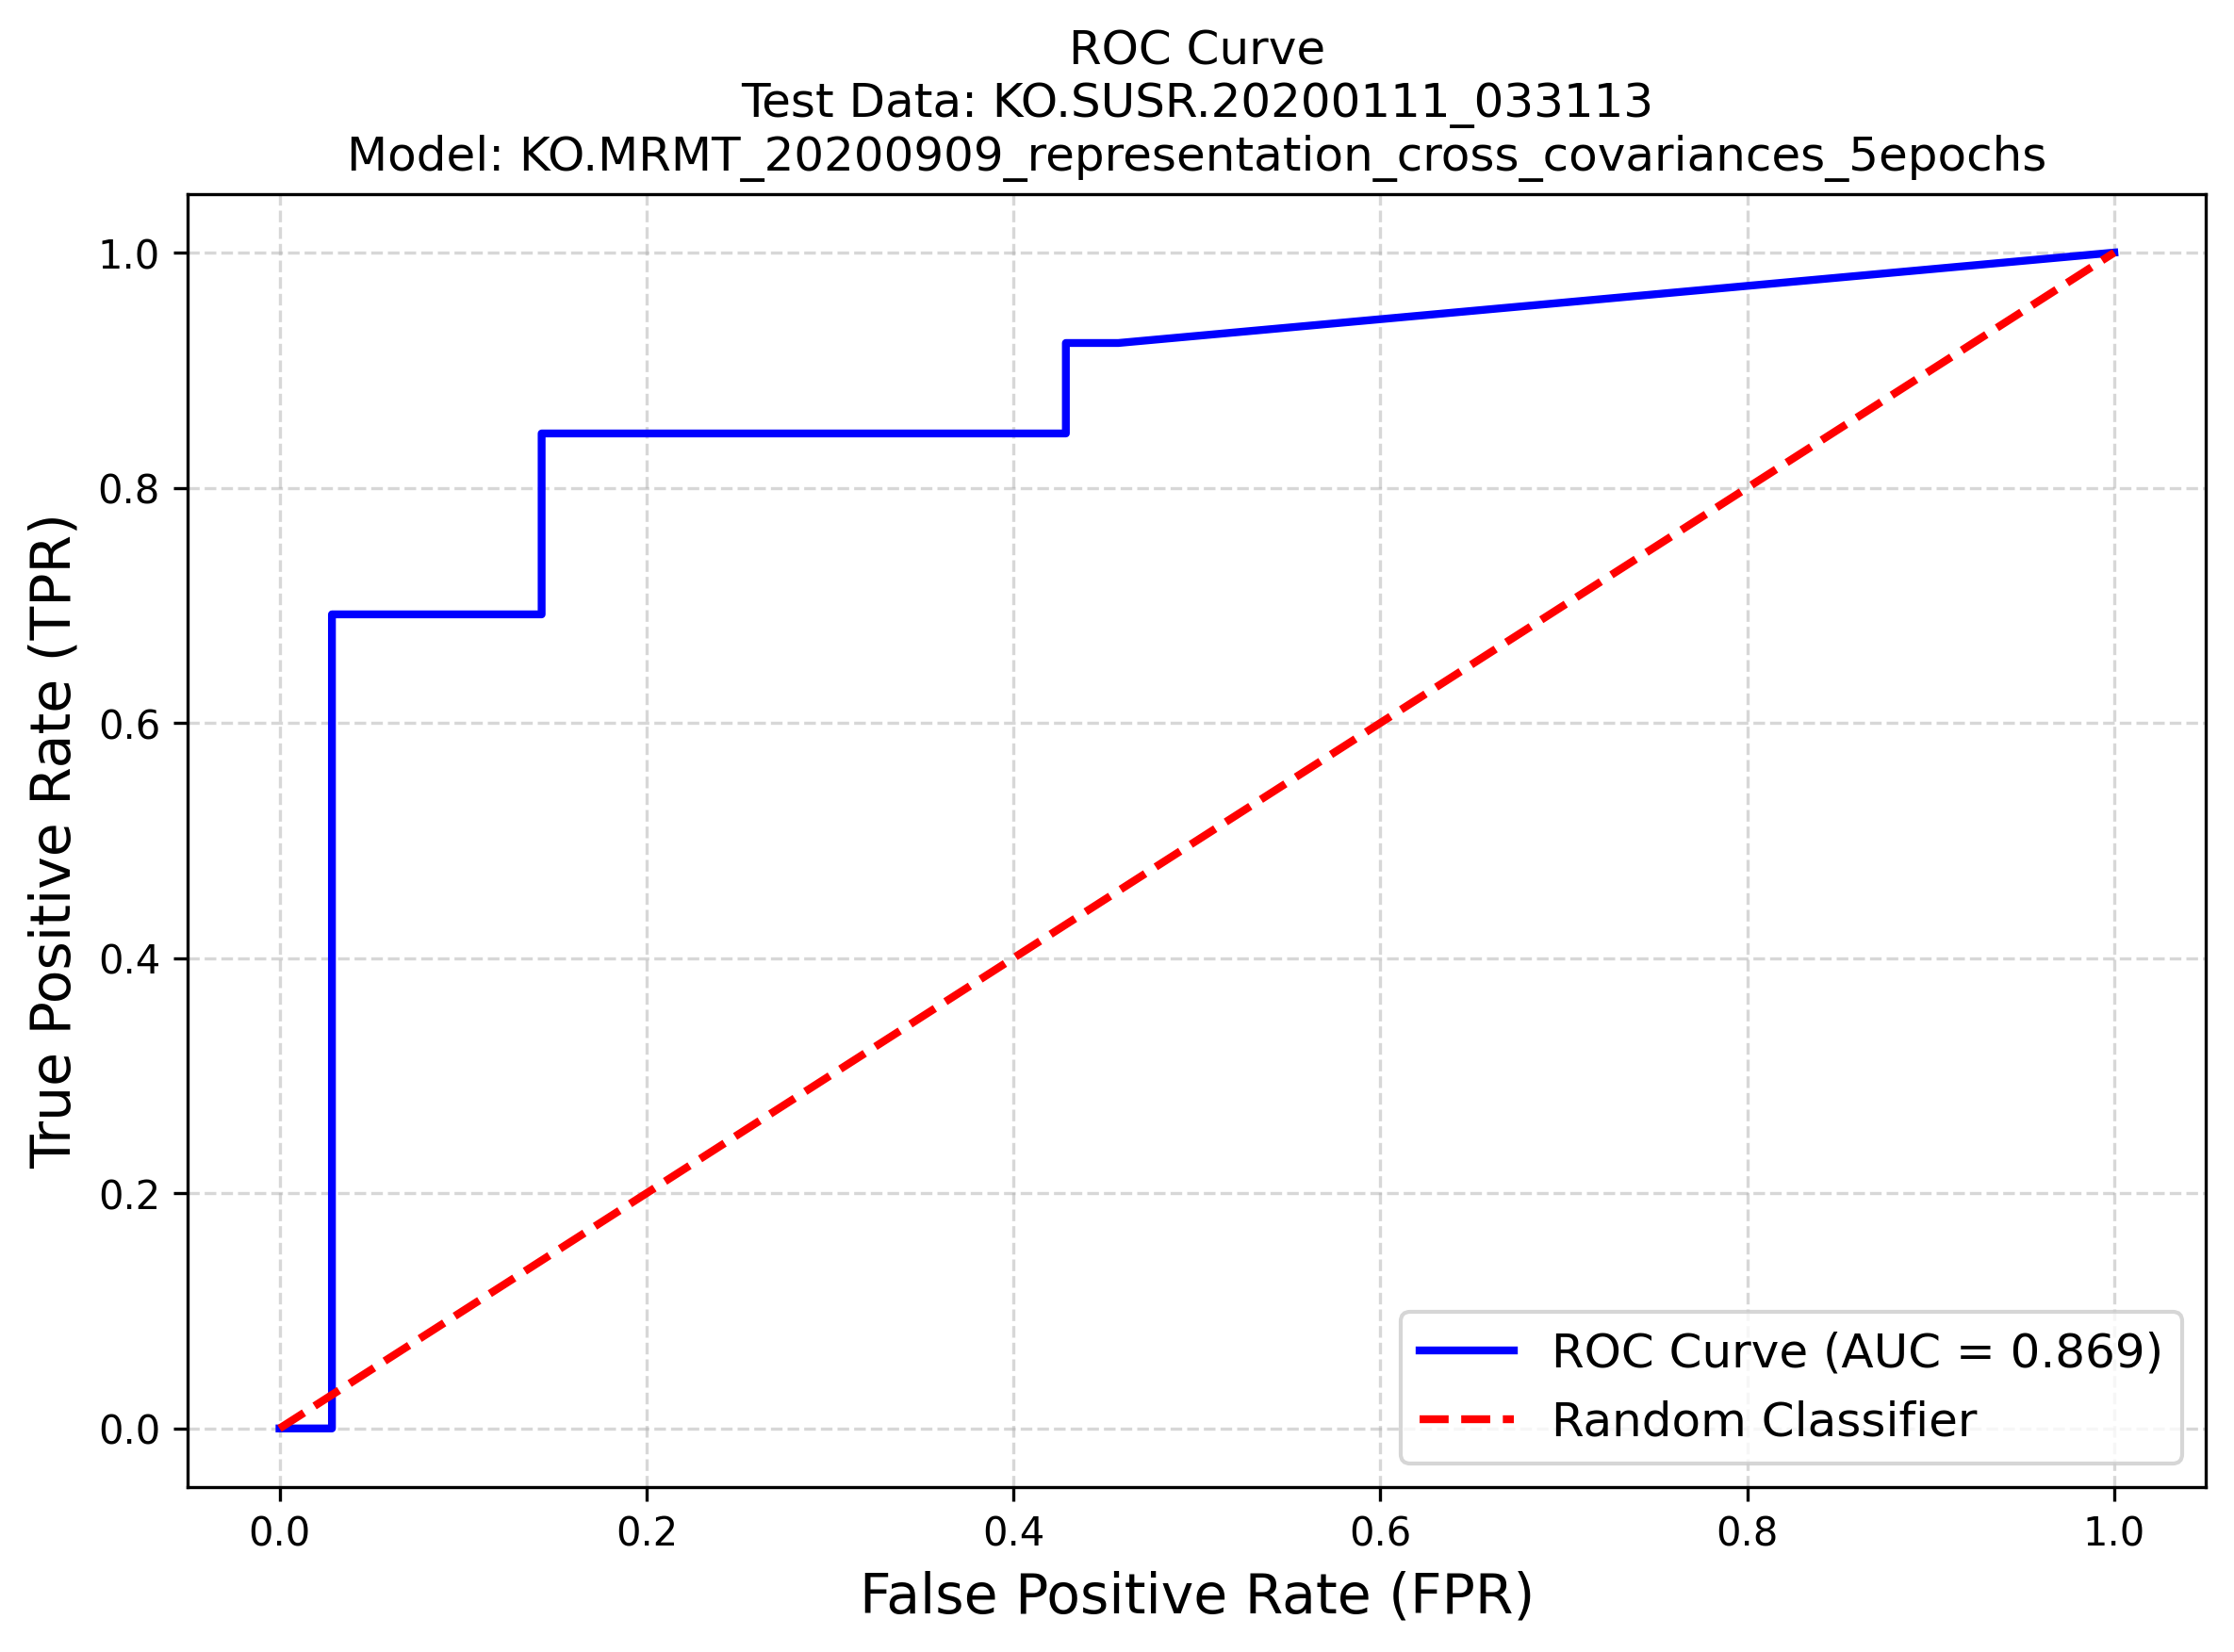 ROC Curve
Test Data: KO.SUSR.20200111_033113
Model: KO.MRMT_20200909_representation_cross_covariances_5epochs
True Positive Rate (TPR)
1.0
0.8
0.6
0.4
0.2
0.0
ROC Curve (AUC = 0.869)
Random Classifier
0.0 0.2 0.4 0.6 0.8 1.0
False Positive Rate (FPR)